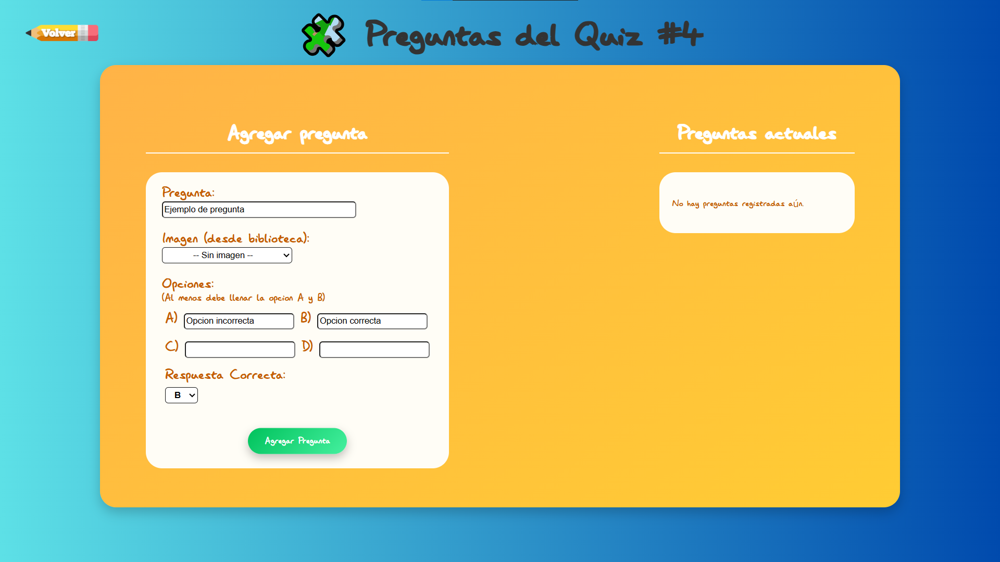 Volver
Preguntas del Quiz #4
Agregar pregunta
Pregunta:
Ejemplo de pregunta
Imagen (desde biblioteca):
-- Sin imagen --
Opciones:
(Al menos debe llenar la opcion A y B)
A) Opcion incorrecta B) Opcion correcta
C) D)
Respuesta Correcta:
B
Agregar Pregunta
Preguntas actuales
No hay preguntas registradas aún.